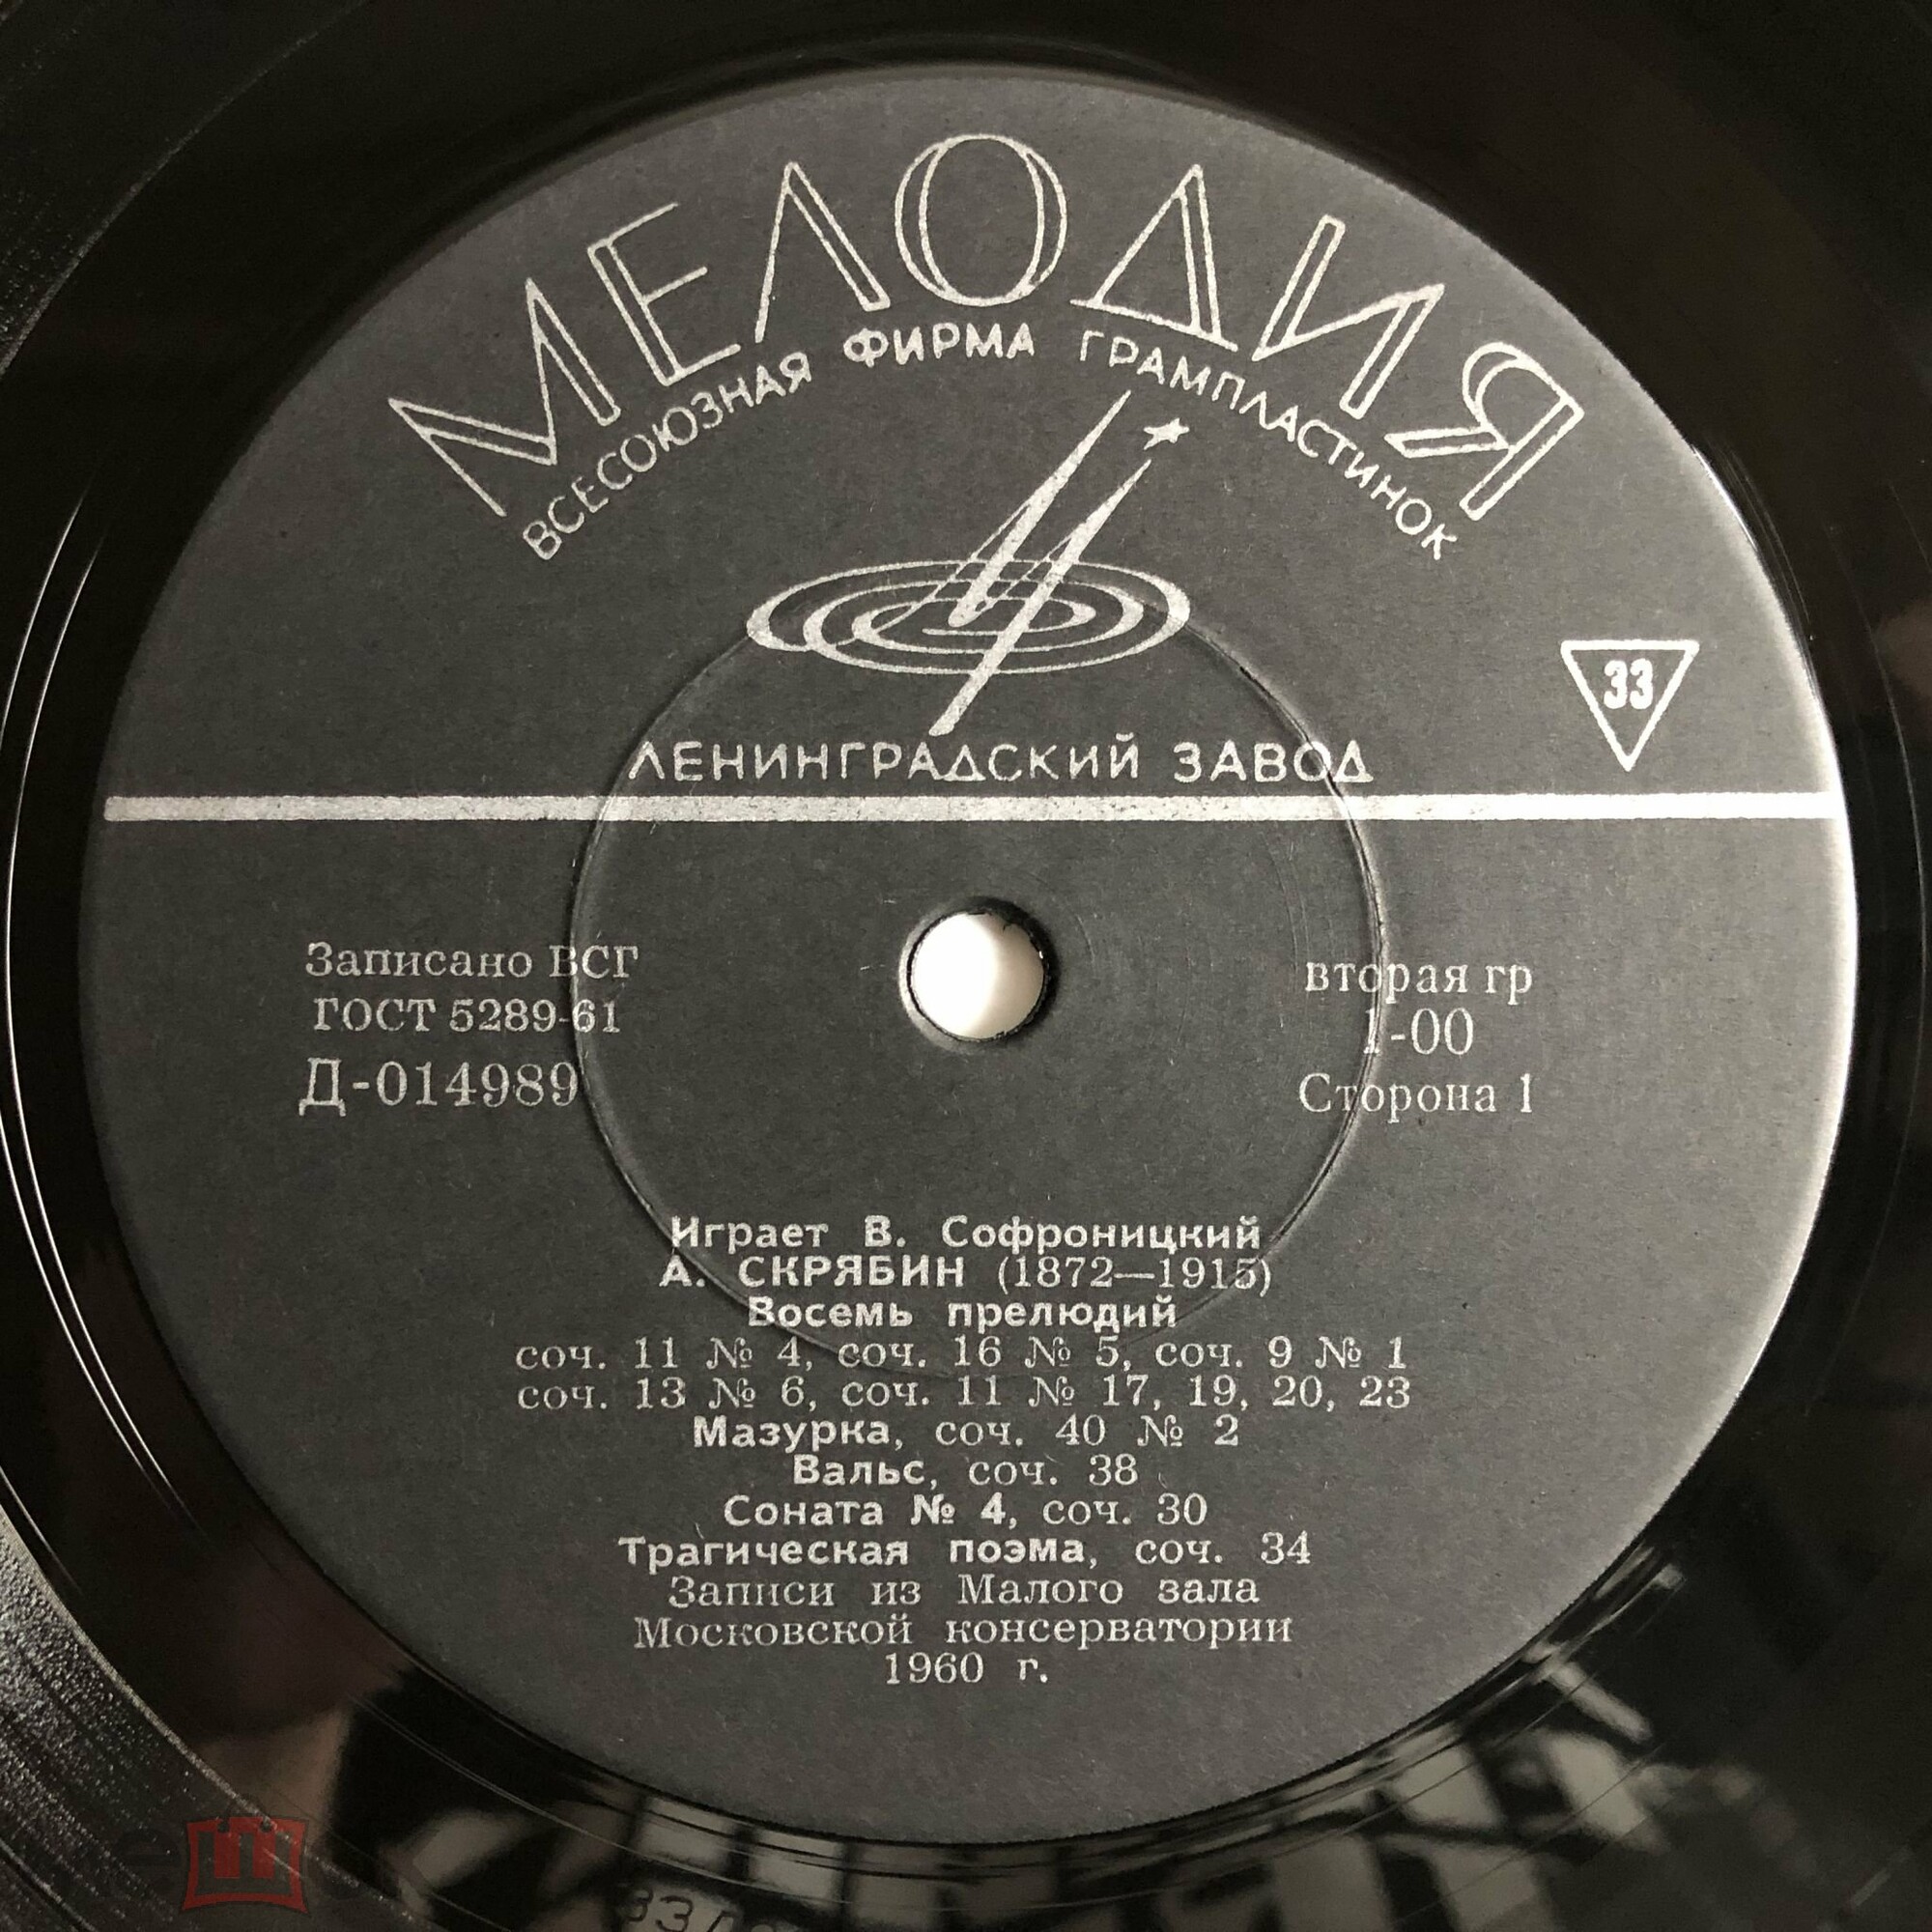 МЕЛОДИЯ
ВСЕСОЮЗНАЯ ФИРМА ГРАМПЛАСТИНОК
33
ЛЕНИНГРАДСКИЙ ЗАВОД
Записано ВСГ
ГОСТ 5289-61
Д-014989
вторая гр
1-00
Сторона 1
Играет В. Софроницкий
А. СКРЯБИН (1872—1915)
Восемь прелюдий
соч. 11 № 4, соч. 16 № 5, соч. 9 № 1
соч. 13 № 6, соч. 11 № 17, 19, 20, 23
Мазурка, соч. 40 № 2
Вальс, соч. 38
Соната № 4, соч. 30
Трагическая поэма, соч. 34
Записи из Малого зала
Московской консерватории
1960 г.